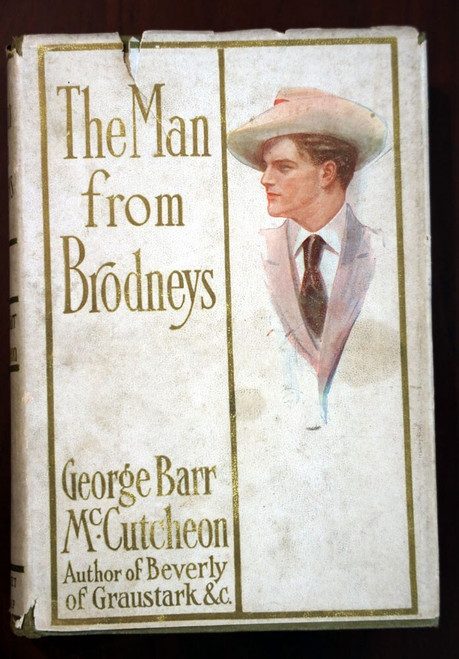 The Man
from
Brodneys
George Barr
McCutcheon
Author of Beverly
of Graustark &c.